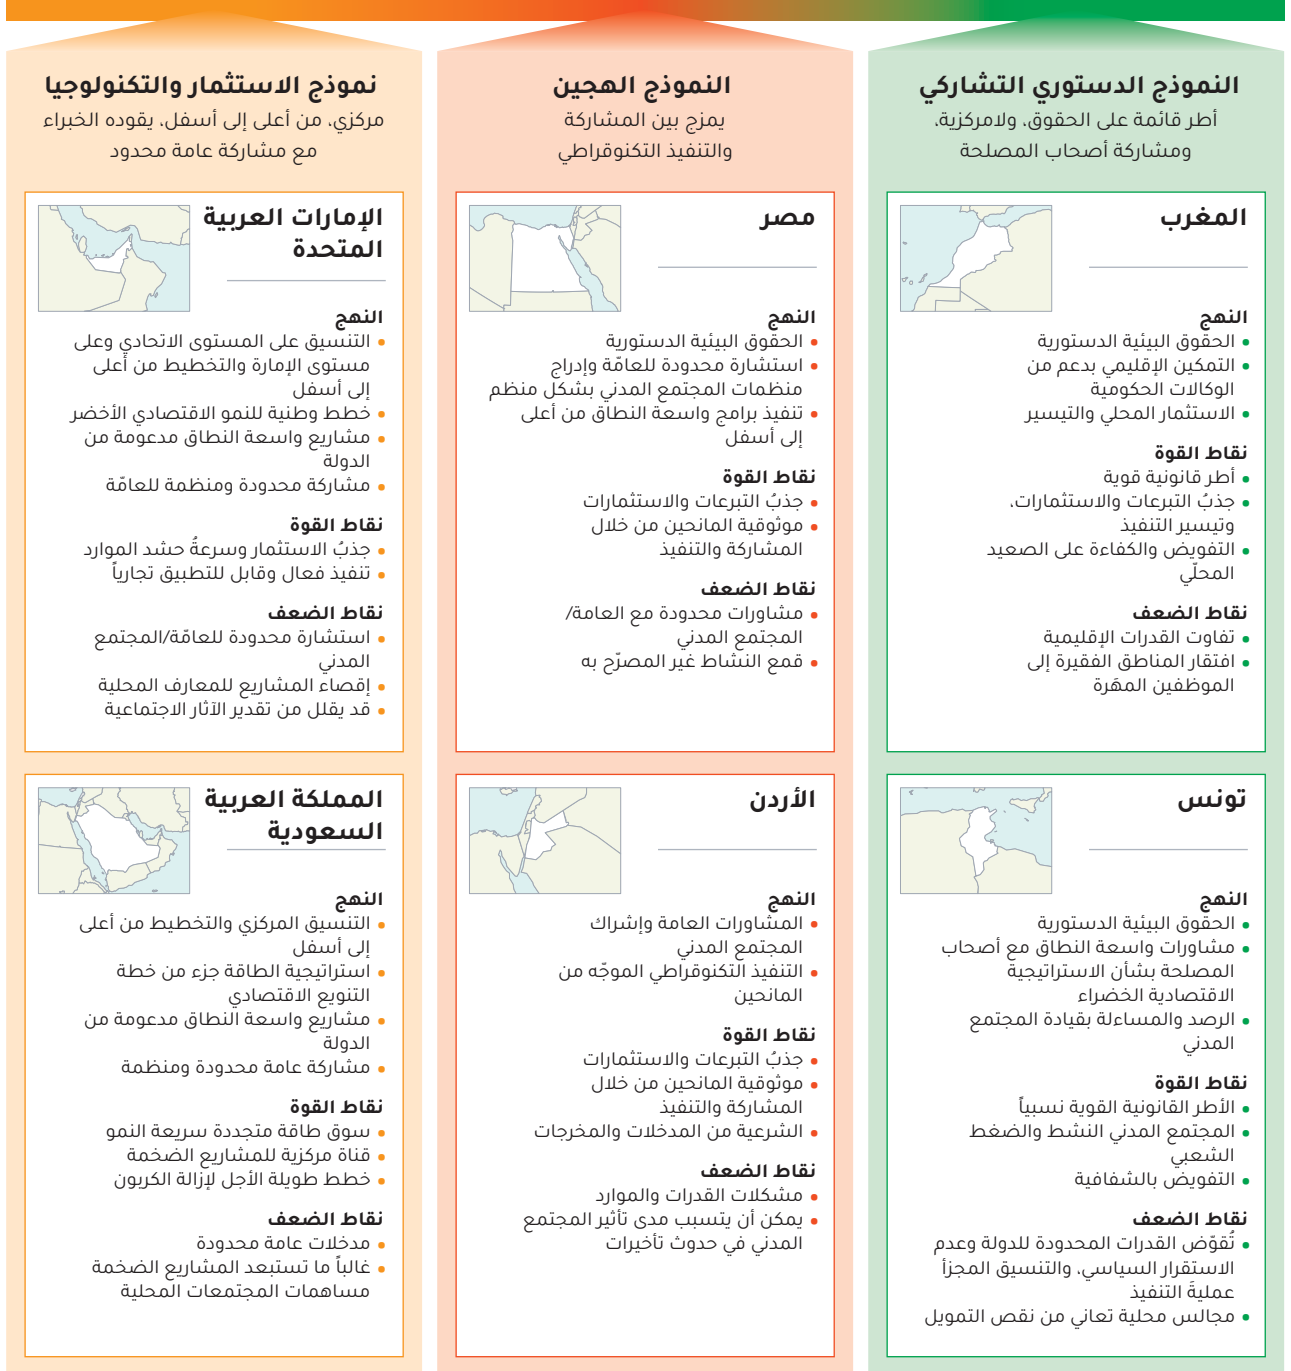 النموذج الدستوري التشاركي
أطر قائمة على الحقوق، ولامركزية،
ومشاركة أصحاب المصلحة
المغرب
النهج
• الحقوق البيئية الدستورية
• التمكين الإقليمي بدعم من
الوكالات الحكومية
• الاستثمار المحلي والتيسير
نقاط القوة
• أطر قانونية قوية
• جذبُ التبرعات والاستثمارات،
وتيسير التنفيذ
• التفويض والكفاءة على الصعيد
المحلّي
نقاط الضعف
• تفاوت القدرات الإقليمية
• افتقار المناطق الفقيرة إلى
الموظفين المهَرة
تونس
النهج
• الحقوق البيئية الدستورية
• مشاورات واسعة النطاق مع أصحاب
المصلحة بشأن الاستراتيجية
الاقتصادية الخضراء
• الرصد والمساءلة بقيادة المجتمع
المدني
نقاط القوة
• الأطر القانونية القوية نسبياً
• المجتمع المدني النشط والضغط
الشعبي
• التفويض بالشفافية
نقاط الضعف
• تُقوّض القدرات المحدودة للدولة وعدم
الاستقرار السياسي، والتنسيق المجزأ
عمليةَ التنفيذ
• مجالس محلية تعاني من نقص التمويل
النموذج الهجين
يمزج بين المشاركة
والتنفيذ التكنوقراطي
مصر
النهج
• الحقوق البيئية الدستورية
• استشارة محدودة للعامّة وإدراج
منظمات المجتمع المدني بشكل منظم
• تنفيذ برامج واسعة النطاق من أعلى
إلى أسفل
نقاط القوة
• جذبُ التبرعات والاستثمارات
• موثوقية المانحين من خلال
المشاركة والتنفيذ
نقاط الضعف
• مشاورات محدودة مع العامة/
المجتمع المدني
• قمع النشاط غير المصرّح به
الأردن
النهج
• المشاورات العامة وإشراك
المجتمع المدني
• التنفيذ التكنوقراطي الموجّه من
المانحين
نقاط القوة
• جذبُ التبرعات والاستثمارات
• موثوقية المانحين من خلال
المشاركة والتنفيذ
• الشرعية من المدخلات والمخرجات
نقاط الضعف
• مشكلات القدرات والموارد
• يمكن أن يتسبب مدى تأثير المجتمع
المدني في حدوث تأخيرات
نموذج الاستثمار والتكنولوجيا
مركزي، من أعلى إلى أسفل، يقوده الخبراء
مع مشاركة عامة محدود
الإمارات العربية
المتحدة
النهج
• التنسيق على المستوى الاتحادي وعلى
مستوى الإمارة والتخطيط من أعلى
إلى أسفل
• خطط وطنية للنمو الاقتصادي الأخضر
• مشاريع واسعة النطاق مدعومة من
الدولة
• مشاركة محدودة ومنظمة للعامّة
نقاط القوة
• جذبُ الاستثمار وسرعةُ حشد الموارد
• تنفيذ فعال وقابل للتطبيق تجارياً
نقاط الضعف
• استشارة محدودة للعامّة/المجتمع
المدني
• إقصاء المشاريع للمعارف المحلية
• قد يقلل من تقدير الآثار الاجتماعية
المملكة العربية
السعودية
النهج
• التنسيق المركزي والتخطيط من أعلى
إلى أسفل
• استراتيجية الطاقة جزء من خطة
التنويع الاقتصادي
• مشاريع واسعة النطاق مدعومة من
الدولة
• مشاركة عامة محدودة ومنظمة
نقاط القوة
• سوق طاقة متجددة سريعة النمو
• قناة مركزية للمشاريع الضخمة
• خطط طويلة الأجل لإزالة الكربون
نقاط الضعف
• مدخلات عامة محدودة
• غالباً ما تستبعد المشاريع الضخمة
مساهمات المجتمعات المحلية